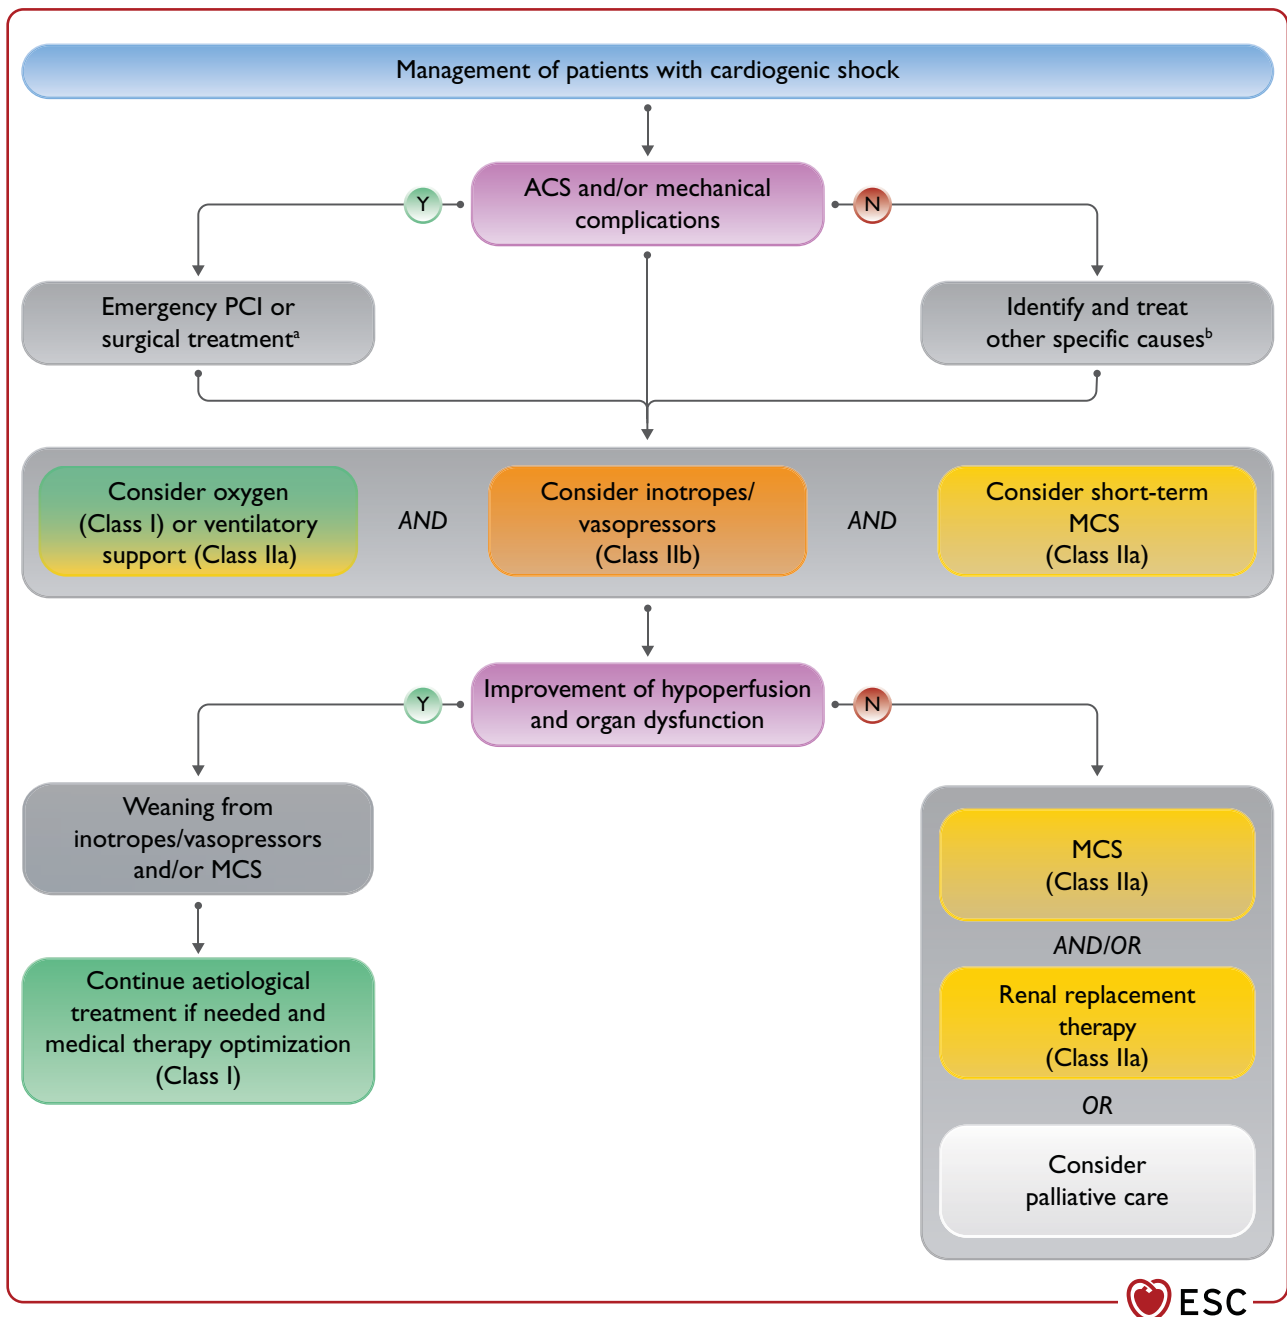 Management of patients with cardiogenic shock
ACS and/or mechanical
complications
Y
N
Emergency PCI or
surgical treatmentᵃ
Identify and treat
other specific causesᵇ
Consider oxygen
(Class I) or ventilatory
support (Class IIa)
AND
Consider inotropes/
vasopressors
(Class IIb)
AND
Consider short-term
MCS
(Class IIa)
Improvement of hypoperfusion
and organ dysfunction
Y
N
Weaning from
inotropes/vasopressors
and/or MCS
Continue aetiological
treatment if needed and
medical therapy optimization
(Class I)
MCS
(Class IIa)
AND/OR
Renal replacement
therapy
(Class IIa)
OR
Consider
palliative care
ESC